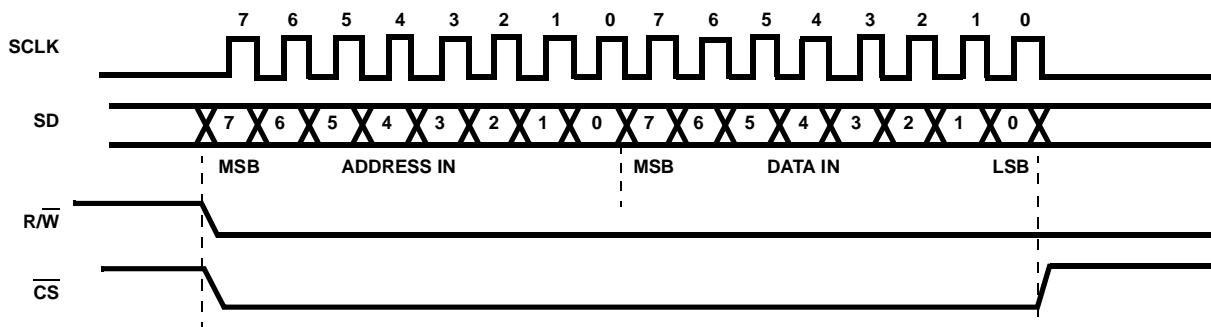 7 6 5 4 3 2 1 0 7 6 5 4 3 2 1 0
SCLK
SD 7 6 5 4 3 2 1 0 7 6 5 4 3 2 1 0
MSB ADDRESS IN MSB DATA IN LSB
R/W̅
C̅S̅